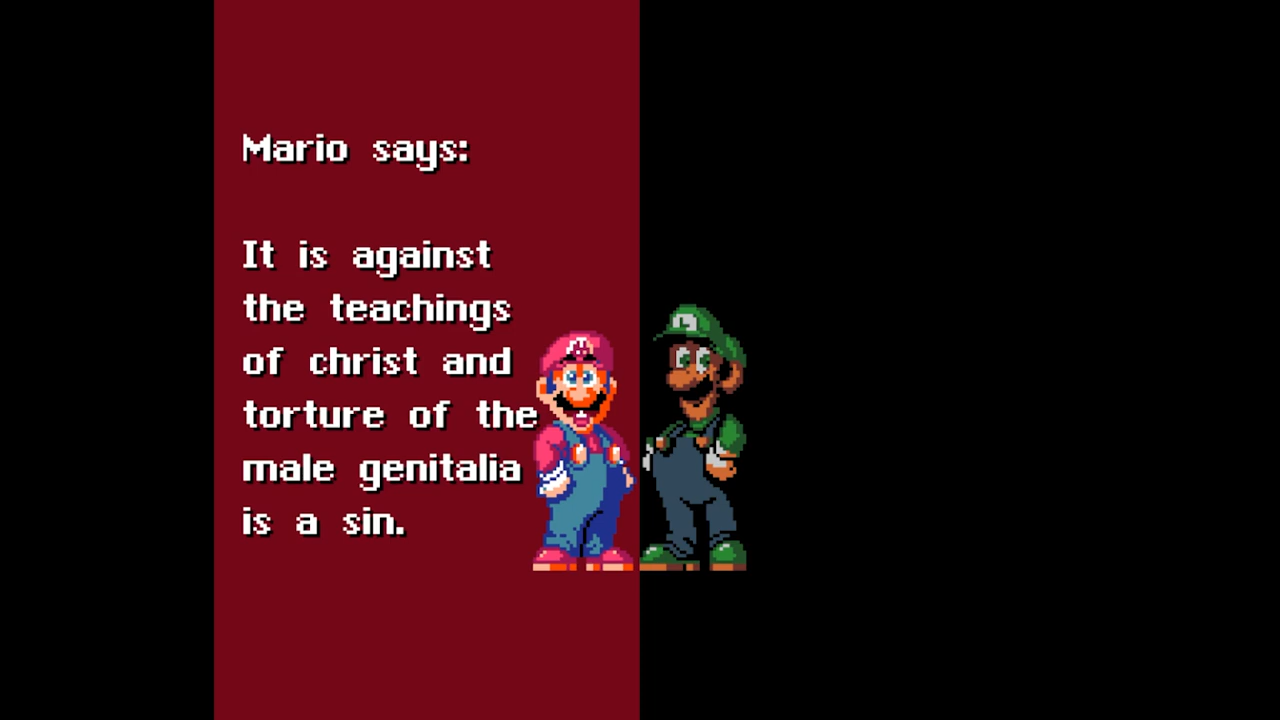 Mario says:
It is against
the teachings
of christ and
torture of the
male genitalia
is a sin.
L